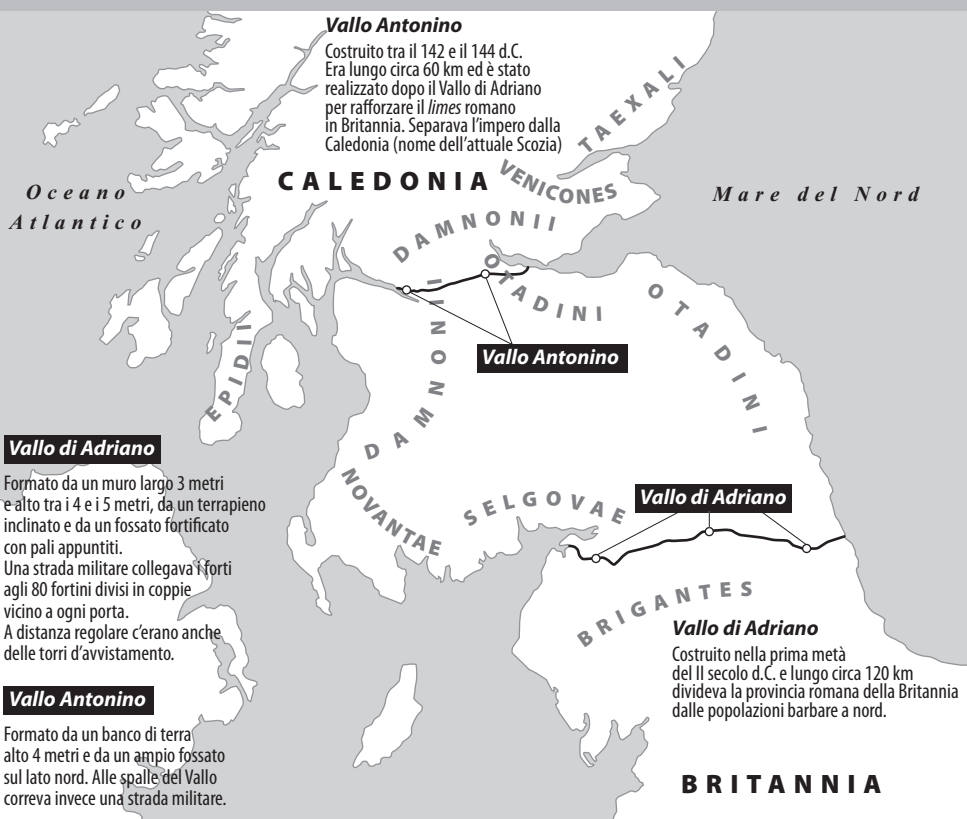 Vallo Antonino
Costruito tra il 142 e il 144 d.C.
Era lungo circa 60 km ed è stato
realizzato dopo il Vallo di Adriano
per rafforzare il limes romano
in Britannia. Separava l'impero dalla
Caledonia (nome dell'attuale Scozia)
TAEXALI
CALEDONIA
VENICONES
Oceano
Atlantico
Mare del Nord
DAMNONII
OTADINI
OTADINI
Vallo Antonino
EPIDII
DAMNONII
Vallo di Adriano
Formato da un muro largo 3 metri
e alto tra i 4 e i 5 metri, da un terrapieno
inclinato e da un fossato fortificato
con pali appuntiti.
Una strada militare collegava i forti
agli 80 fortini divisi in coppie
vicino a ogni porta.
A distanza regolare c'erano anche
delle torri d'avvistamento.
NOVANTAE
SELGOVAE
Vallo di Adriano
BRIGANTES
Vallo di Adriano
Costruito nella prima metà
del II secolo d.C. e lungo circa 120 km
divideva la provincia romana della Britannia
dalle popolazioni barbare a nord.
Vallo Antonino
Formato da un banco di terra
alto 4 metri e da un ampio fossato
sul lato nord. Alle spalle del Vallo
correva invece una strada militare.
BRITANNIA